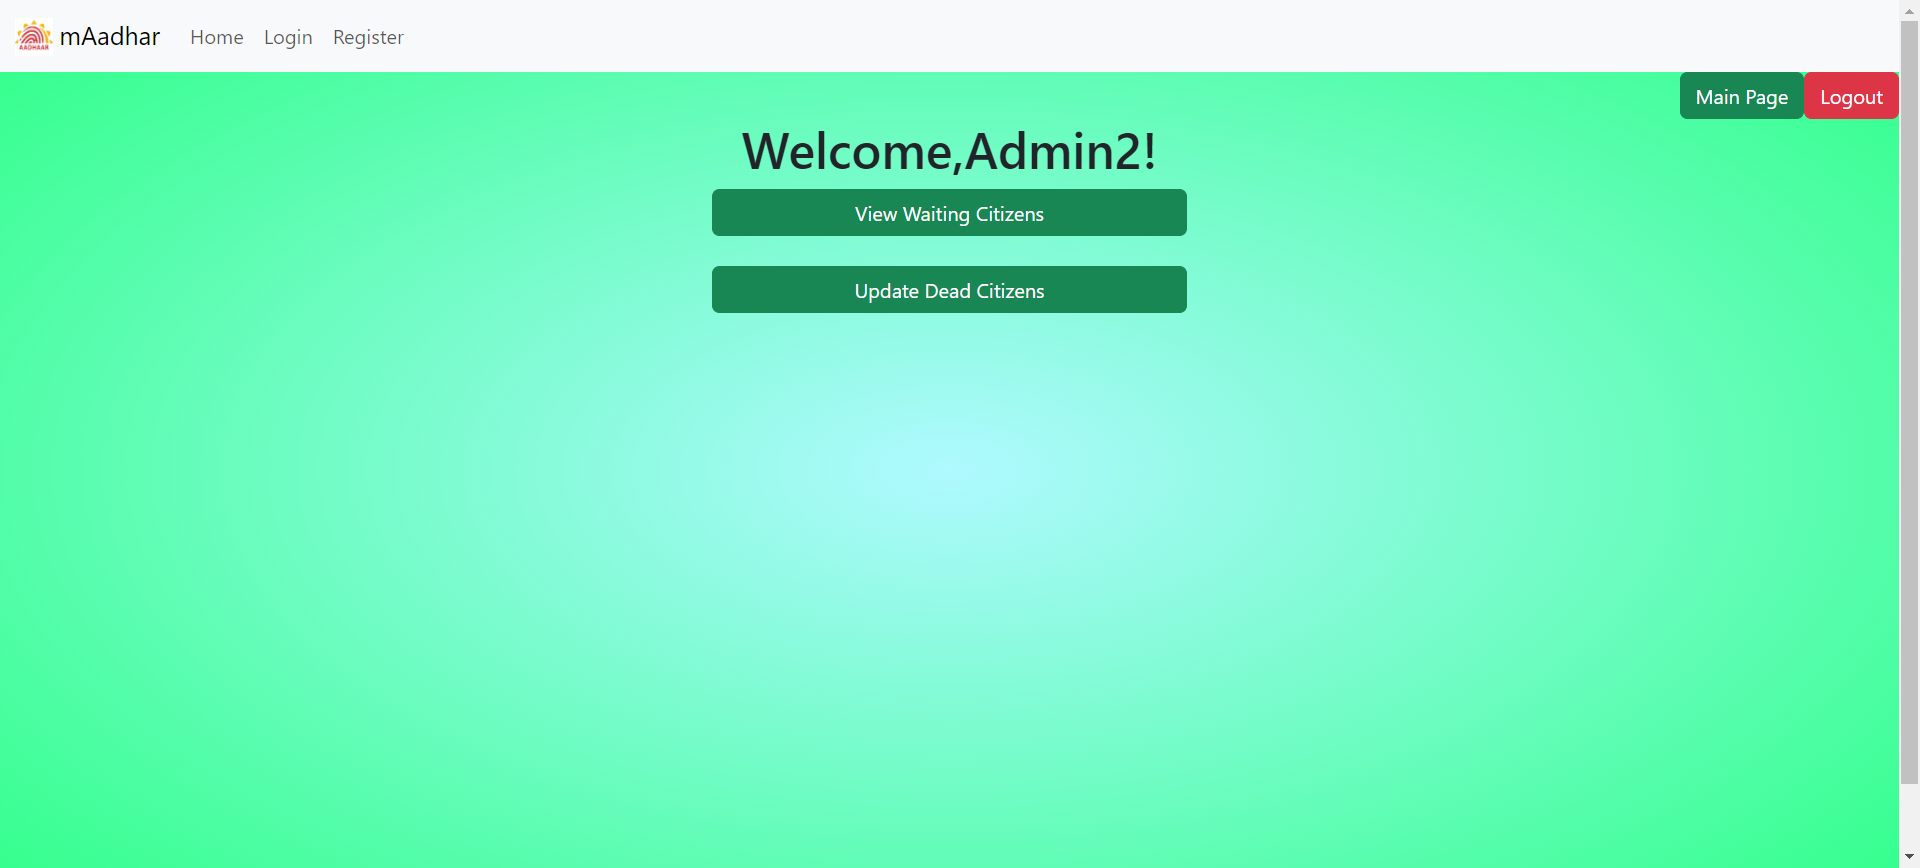 AADHAAR
mAadhar Home Login Register
Main Page Logout
Welcome,Admin2!
View Waiting Citizens
Update Dead Citizens